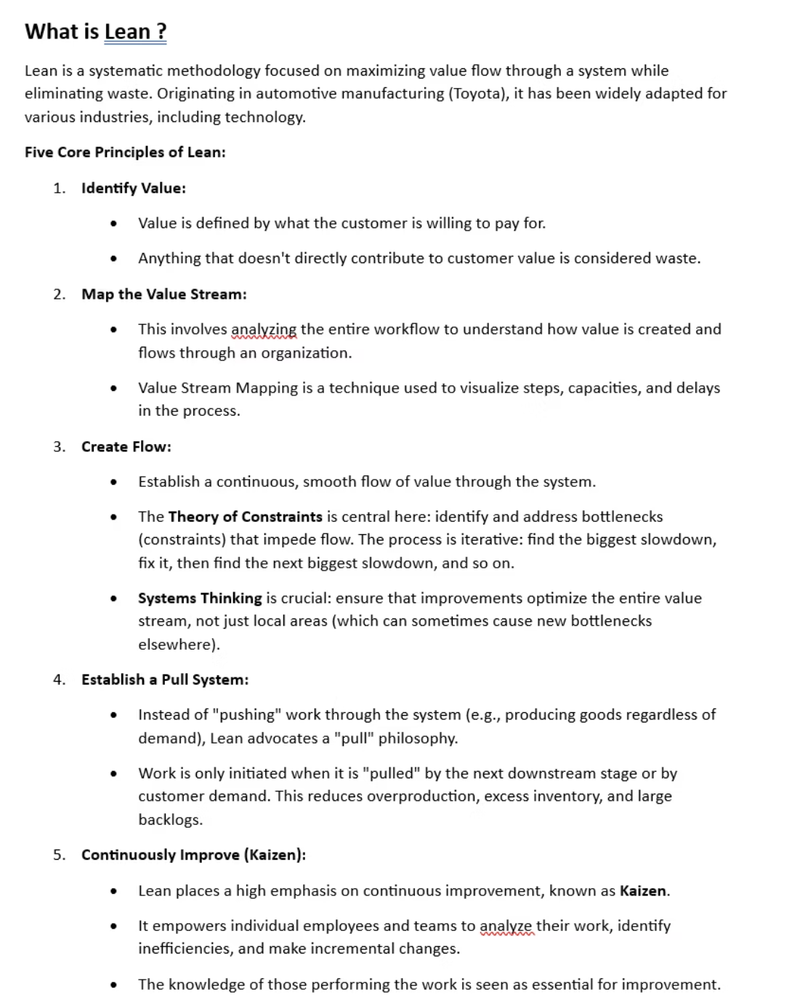 What is Lean ?
Lean is a systematic methodology focused on maximizing value flow through a system while
eliminating waste. Originating in automotive manufacturing (Toyota), it has been widely adapted for
various industries, including technology.
Five Core Principles of Lean:
1. Identify Value:
• Value is defined by what the customer is willing to pay for.
• Anything that doesn't directly contribute to customer value is considered waste.
2. Map the Value Stream:
• This involves analyzing the entire workflow to understand how value is created and
flows through an organization.
• Value Stream Mapping is a technique used to visualize steps, capacities, and delays
in the process.
3. Create Flow:
• Establish a continuous, smooth flow of value through the system.
• The Theory of Constraints is central here: identify and address bottlenecks
(constraints) that impede flow. The process is iterative: find the biggest slowdown,
fix it, then find the next biggest slowdown, and so on.
• Systems Thinking is crucial: ensure that improvements optimize the entire value
stream, not just local areas (which can sometimes cause new bottlenecks
elsewhere).
4. Establish a Pull System:
• Instead of "pushing" work through the system (e.g., producing goods regardless of
demand), Lean advocates a "pull" philosophy.
• Work is only initiated when it is "pulled" by the next downstream stage or by
customer demand. This reduces overproduction, excess inventory, and large
backlogs.
5. Continuously Improve (Kaizen):
• Lean places a high emphasis on continuous improvement, known as Kaizen.
• It empowers individual employees and teams to analyze their work, identify
inefficiencies, and make incremental changes.
• The knowledge of those performing the work is seen as essential for improvement.